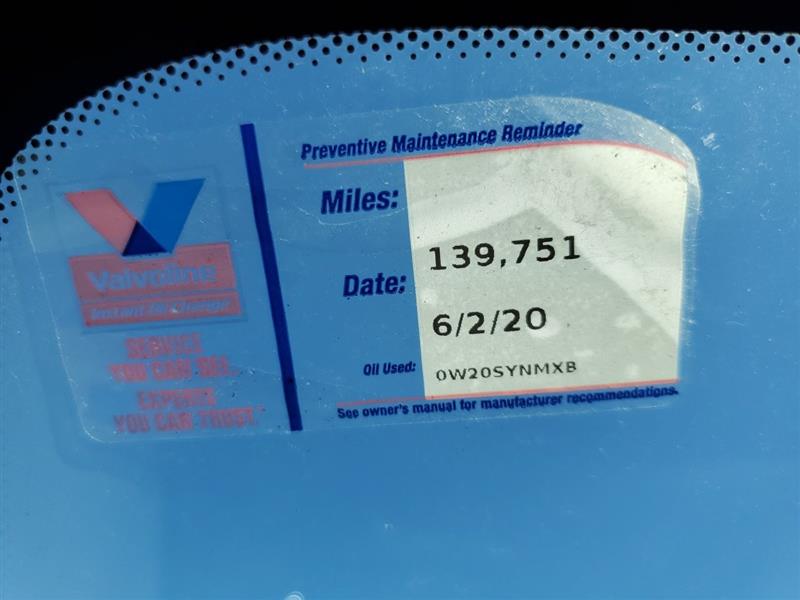 Valvoline
Instant Oil Change
SERVICE
YOU CAN SEE.
EXPERTS
YOU CAN TRUST.
Preventive Maintenance Reminder
Miles:
139,751
Date:
6/2/20
Oil Used: 0W20SYNMXB
See owner's manual for manufacturer recommendations.